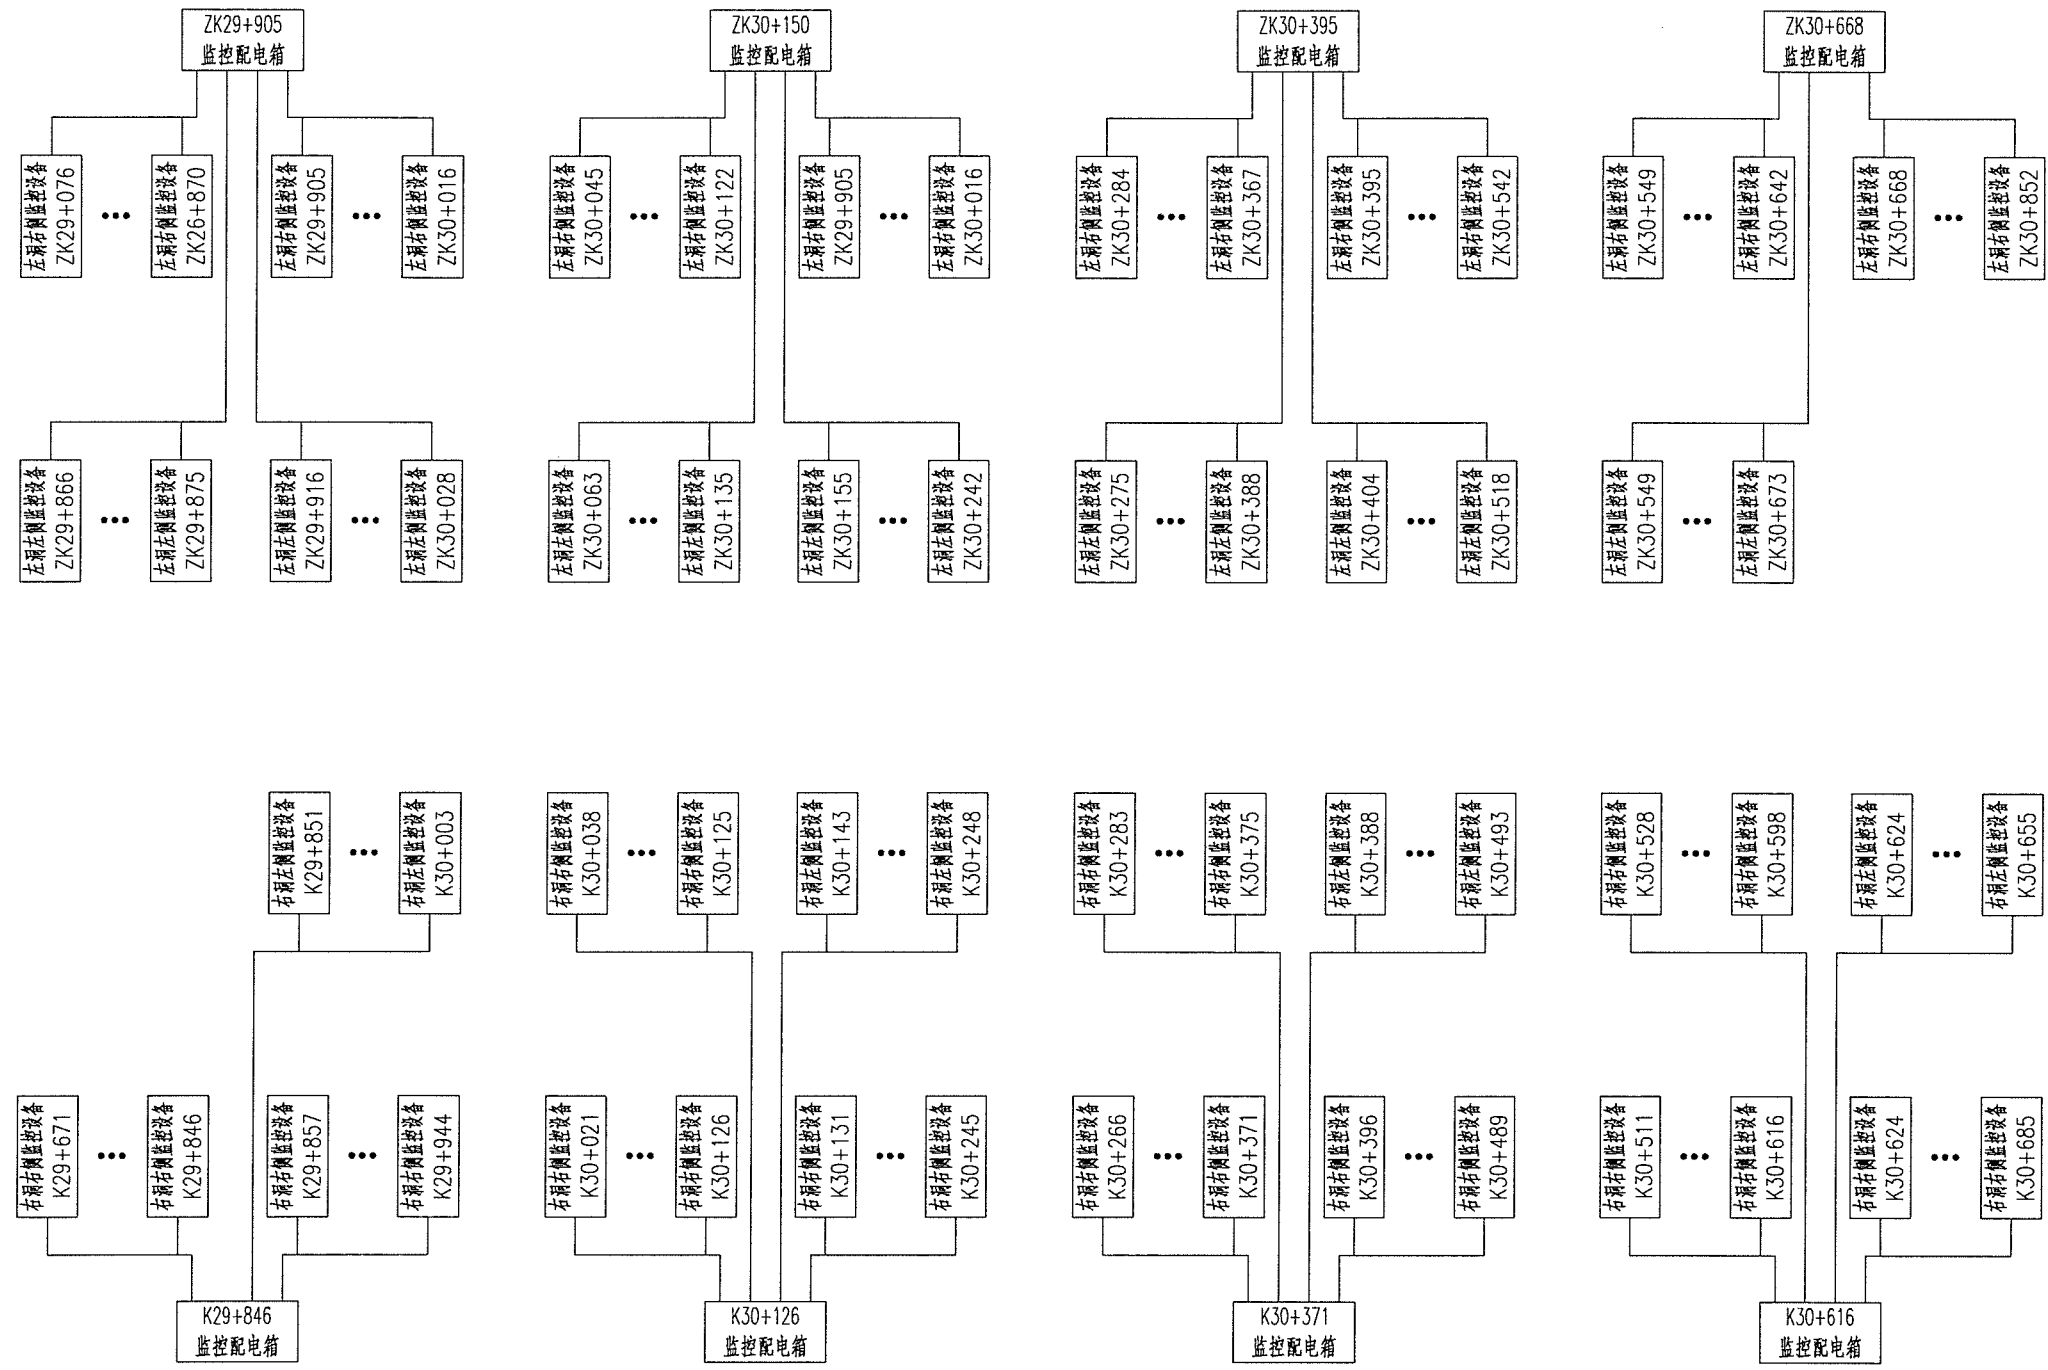 ZK29+905
监控配电箱
ZK30+150
监控配电箱
ZK30+395
监控配电箱
ZK30+668
监控配电箱
左洞右侧监控设备
ZK29+076
左洞右侧监控设备
ZK26+870
左洞右侧监控设备
ZK29+905
左洞右侧监控设备
ZK30+016
左洞右侧监控设备
ZK30+045
左洞右侧监控设备
ZK30+122
左洞右侧监控设备
ZK29+905
左洞右侧监控设备
ZK30+016
左洞右侧监控设备
ZK30+284
左洞右侧监控设备
ZK30+367
左洞右侧监控设备
ZK30+395
左洞右侧监控设备
ZK30+542
左洞右侧监控设备
ZK30+549
左洞右侧监控设备
ZK30+642
左洞右侧监控设备
ZK30+668
左洞右侧监控设备
ZK30+852
左洞左侧监控设备
ZK29+866
左洞左侧监控设备
ZK29+875
左洞左侧监控设备
ZK29+916
左洞左侧监控设备
ZK30+028
左洞左侧监控设备
ZK30+063
左洞左侧监控设备
ZK30+135
左洞左侧监控设备
ZK30+155
左洞左侧监控设备
ZK30+242
左洞左侧监控设备
ZK30+275
左洞左侧监控设备
ZK30+388
左洞左侧监控设备
ZK30+404
左洞左侧监控设备
ZK30+518
左洞左侧监控设备
ZK30+549
左洞左侧监控设备
ZK30+673
右洞左侧监控设备
K29+851
右洞左侧监控设备
K30+003
右洞右侧监控设备
K30+038
右洞右侧监控设备
K30+125
右洞左侧监控设备
K30+143
右洞左侧监控设备
K30+248
右洞右侧监控设备
K30+283
右洞右侧监控设备
K30+375
右洞左侧监控设备
K30+388
右洞左侧监控设备
K30+493
右洞右侧监控设备
K30+528
右洞右侧监控设备
K30+598
右洞左侧监控设备
K30+624
右洞左侧监控设备
K30+655
右洞右侧监控设备
K29+671
右洞右侧监控设备
K29+846
右洞右侧监控设备
K29+857
右洞右侧监控设备
K29+944
右洞右侧监控设备
K30+021
右洞右侧监控设备
K30+126
右洞右侧监控设备
K30+131
右洞右侧监控设备
K30+245
右洞右侧监控设备
K30+266
右洞右侧监控设备
K30+371
右洞右侧监控设备
K30+396
右洞右侧监控设备
K30+489
右洞右侧监控设备
K30+511
右洞右侧监控设备
K30+616
右洞右侧监控设备
K30+624
右洞右侧监控设备
K30+685
K29+846
监控配电箱
K30+126
监控配电箱
K30+371
监控配电箱
K30+616
监控配电箱